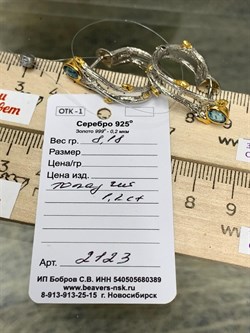 ОТК - 1
Серебро 925°
Золото 999° - 0,2 мкм
Вес гр. 8,18
Размер
Цена/гр
Цена изд.
топаз
1,2 ct
Арт. 2123
ИП Бобров С.В. ИНН 540505680389
www.beavers-nsk.ru
8-913-913-25-15 г. Новосибирск